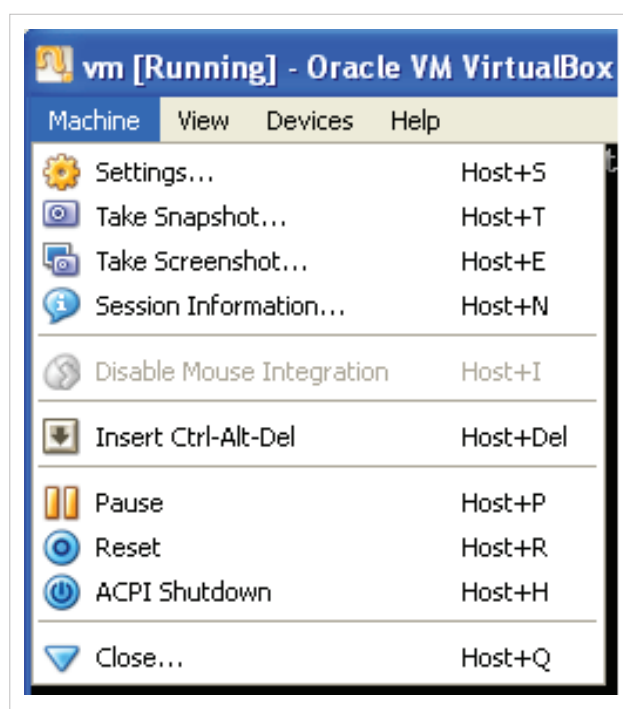 vm [Running] - Oracle VM VirtualBox
Machine View Devices Help
Settings... Host+S
Take Snapshot... Host+T
Take Screenshot... Host+E
Session Information... Host+N
Disable Mouse Integration Host+I
Insert Ctrl-Alt-Del Host+Del
Pause Host+P
Reset Host+R
ACPI Shutdown Host+H
Close... Host+Q